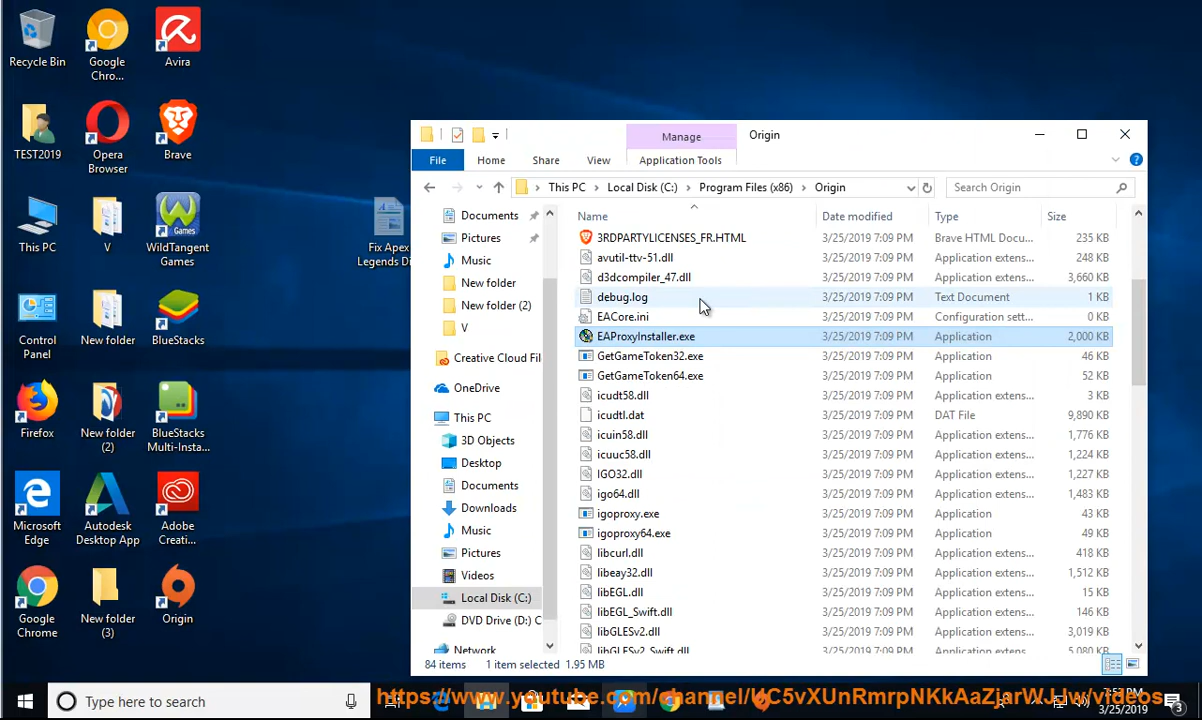 Recycle Bin
Google
Chro...
Avira
TEST2019
Opera
Browser
Brave
This PC
V
WildTangent
Games
Control
Panel
New folder
BlueStacks
Firefox
New folder
(2)
BlueStacks
Multi-Insta...
Microsoft
Edge
Autodesk
Desktop App
Adobe
Creati...
Google
Chrome
New folder
(3)
Origin
Fix Apex
Legends Di
Manage
Origin
File
Home
Share
View
Application Tools
This PC
Local Disk (C:)
Program Files (x86)
Origin
Search Origin
Documents
Pictures
Music
New folder
New folder (2)
V
Creative Cloud Fil
OneDrive
This PC
3D Objects
Desktop
Documents
Downloads
Music
Pictures
Videos
Local Disk (C:)
DVD Drive (D:) C
Network
Name Date modified Type Size
3RDPARTYLICENSES_FR.HTML 3/25/2019 7:09 PM Brave HTML Docu... 235 KB
avutil-ttv-51.dll 3/25/2019 7:09 PM Application extens... 248 KB
d3dcompiler_47.dll 3/25/2019 7:09 PM Application extens... 3,660 KB
debug.log 3/25/2019 7:09 PM Text Document 1 KB
EACore.ini 3/25/2019 7:09 PM Configuration sett... 0 KB
EAProxyInstaller.exe 3/25/2019 7:09 PM Application 2,000 KB
GetGameToken32.exe 3/25/2019 7:09 PM Application 46 KB
GetGameToken64.exe 3/25/2019 7:09 PM Application 52 KB
icudt58.dll 3/25/2019 7:09 PM Application extens... 3 KB
icudtl.dat 3/25/2019 7:09 PM DAT File 9,890 KB
icuin58.dll 3/25/2019 7:09 PM Application extens... 1,776 KB
icuuc58.dll 3/25/2019 7:09 PM Application extens... 1,227 KB
IGO32.dll 3/25/2019 7:09 PM Application extens... 1,227 KB
igo64.dll 3/25/2019 7:09 PM Application extens... 1,483 KB
igoproxy.exe 3/25/2019 7:09 PM Application 43 KB
igoproxy64.exe 3/25/2019 7:09 PM Application 49 KB
libcurl.dll 3/25/2019 7:09 PM Application extens... 418 KB
libeay32.dll 3/25/2019 7:09 PM Application extens... 1,512 KB
libEGL.dll 3/25/2019 7:09 PM Application extens... 15 KB
libEGL_Swift.dll 3/25/2019 7:09 PM Application extens... 146 KB
libGLESv2.dll 3/25/2019 7:09 PM Application extens... 3,019 KB
libGLESv2_Swift.dll 3/25/2019 7:09 PM Application extens... 5,080 KB
84 items
1 item selected 1.95 MB
Type here to search
3/25/2019
3